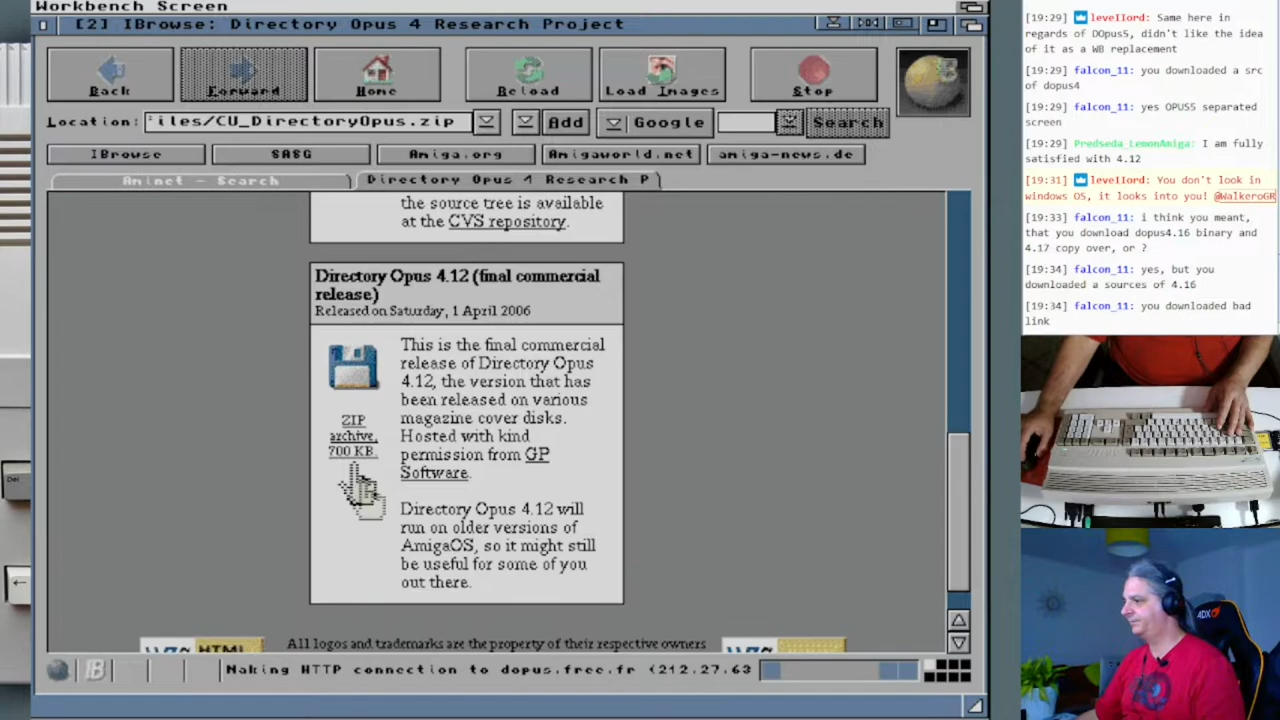 Workbench Screen
[2] IBrowse: Directory Opus 4 Research Project
Back
Forward
Home
Reload
Load Images
Stop
Location:
iles/CU_DirectoryOpus.zip
Add
Google
Search
IBrowse
SASG
Amiga.org
Amigaworld.net
amiga-news.de
Aminet - Search
Directory Opus 4 Research P
the source tree is available
at the CVS repository.
Directory Opus 4.12 (final commercial
release)
Released on Saturday, 1 April 2006
ZIP
archive,
700 KB.
This is the final commercial
release of Directory Opus
4.12, the version that has
been released on various
magazine cover disks.
Hosted with kind
permission from GP
Software.
Directory Opus 4.12 will
run on older versions of
AmigaOS, so it might still
be useful for some of you
out there.
All logos and trademarks are the property of their respective owners
Making HTTP connection to dopus.free.fr (212.27.63
[19:29] leveIIord: Same here in
regards of DOpus5, didn't like the idea
of it as a WB replacement
[19:29] falcon_11: you downloaded a src
of dopus4
[19:29] falcon_11: yes OPUS5 separated
screen
[19:29] Predseda_LemonAmiga: I am fully
satisfied with 4.12
[19:31] leveIIord: You don't look in
windows OS, it looks into you! @WalkeroGR
[19:33] falcon_11: i think you meant,
that you download dopus4.16 binary and
4.17 copy over, or ?
[19:34] falcon_11: yes, but you
downloaded a sources of 4.16
[19:34] falcon_11: you downloaded bad
link
Del
ADX